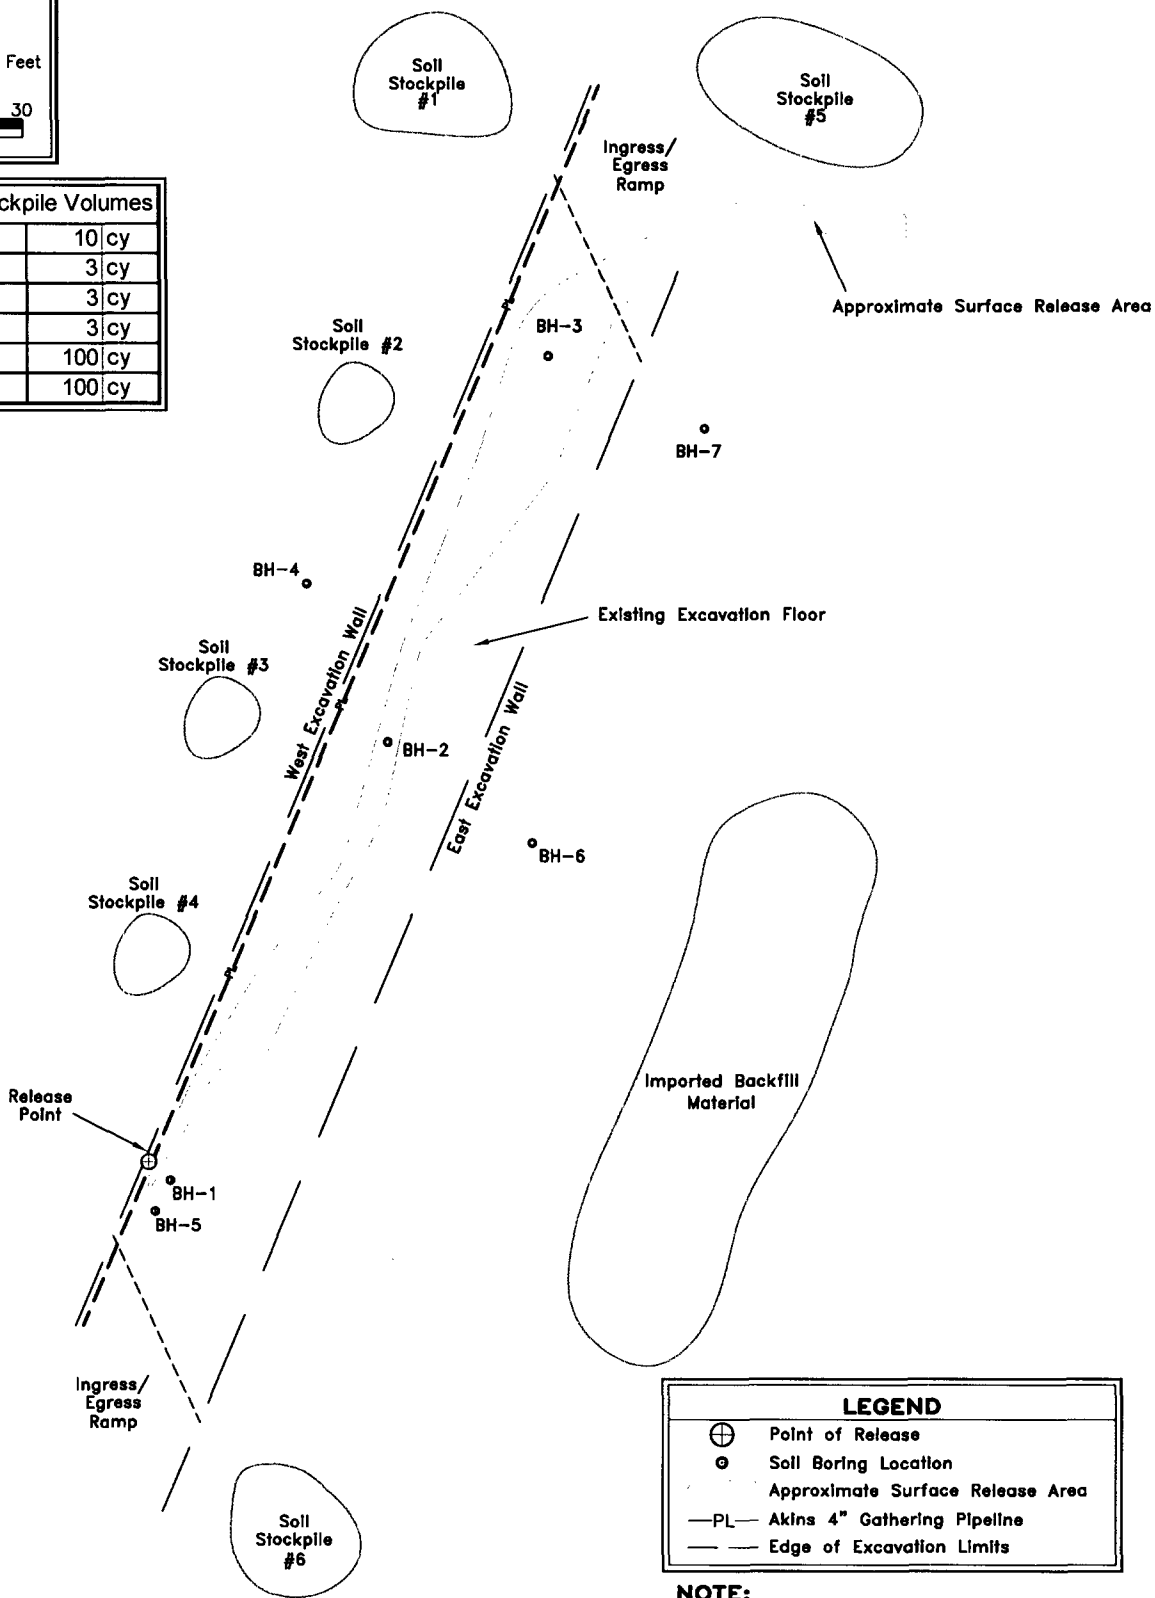 Feet
30
ckpile Volumes
10 cy
3 cy
3 cy
3 cy
100 cy
100 cy
Soil
Stockpile
#1
Soil
Stockpile
#5
Ingress/
Egress
Ramp
Approximate Surface Release Area
PL
BH-3
Soil
Stockpile #2
BH-7
BH-4
Existing Excavation Floor
Soil
Stockpile #3
West Excavation Wall
PL
BH-2
East Excavation Wall
BH-6
Soil
Stockpile #4
PL
Imported Backfill
Material
Release
Point
BH-1
BH-5
Ingress/
Egress
Ramp
Soil
Stockpile
#6
LEGEND
Point of Release
Soil Boring Location
Approximate Surface Release Area
PL Akins 4" Gathering Pipeline
Edge of Excavation Limits
NOTE: